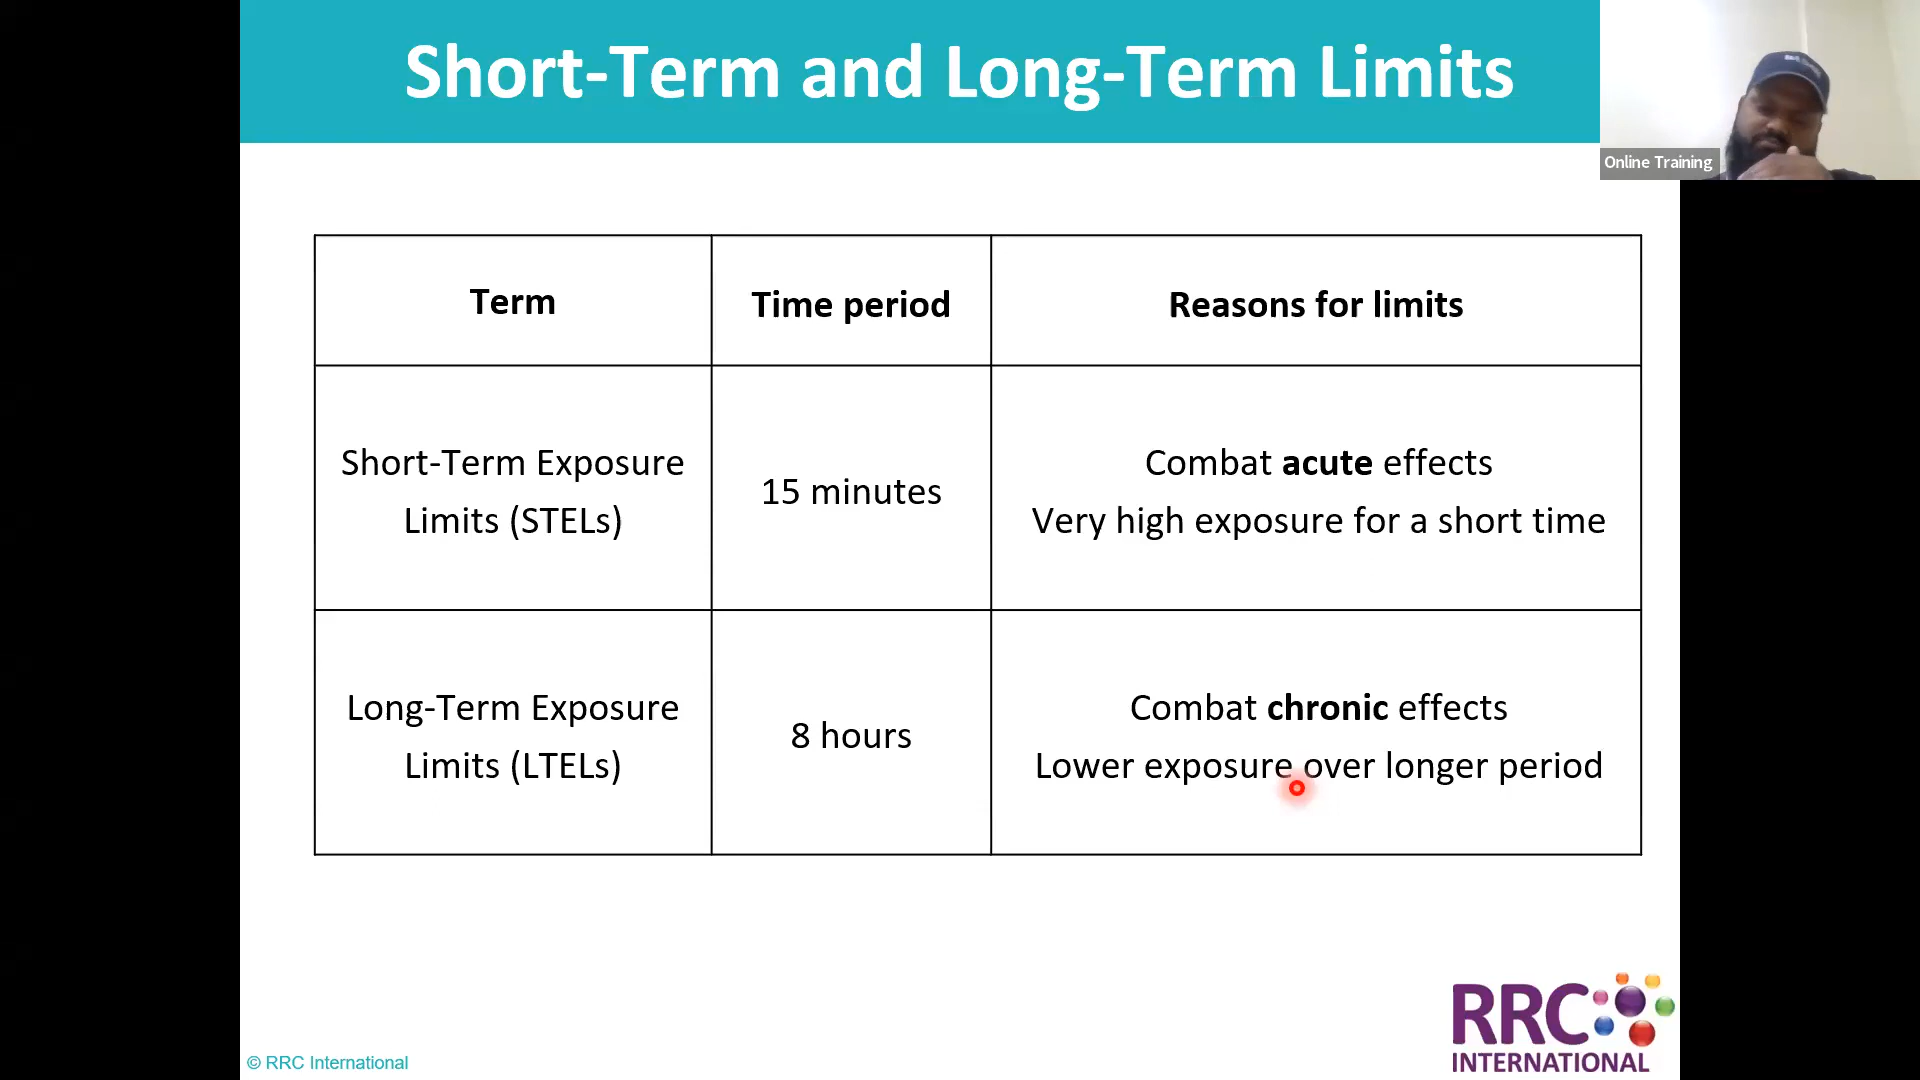 Short-Term and Long-Term Limits
Online Training
Term
Time period
Reasons for limits
Short-Term Exposure
Limits (STELs)
15 minutes
Combat acute effects
Very high exposure for a short time
Long-Term Exposure
Limits (LTELs)
8 hours
Combat chronic effects
Lower exposure over longer period
© RRC International
RRC
INTERNATIONAL